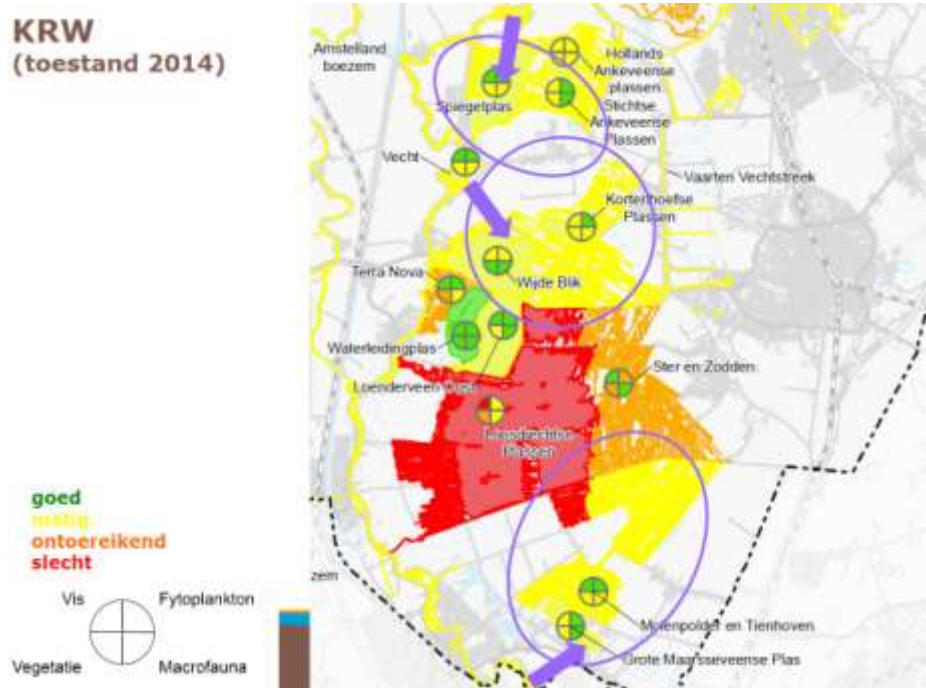 KRW
(toestand 2014)
Amstelland
boezem
Hollands
Ankeveense
plassen
Spiegelplas
Stichtse
Ankeveense
Plassen
Vecht
Vaarten Vechtstreek
Kortenhoefse
Plassen
Terra Nova
Wijde Blik
Waterleidingplas
Loenderveen Oost
Ster en Zodden
Loosdrechtse
Plassen
goed
matig
ontoereikend
slecht
zem
Vis
Fytoplankton
Vegetatie
Macrofauna
Molenpolder en Tienhoven
Grote Maarsseveense Plas